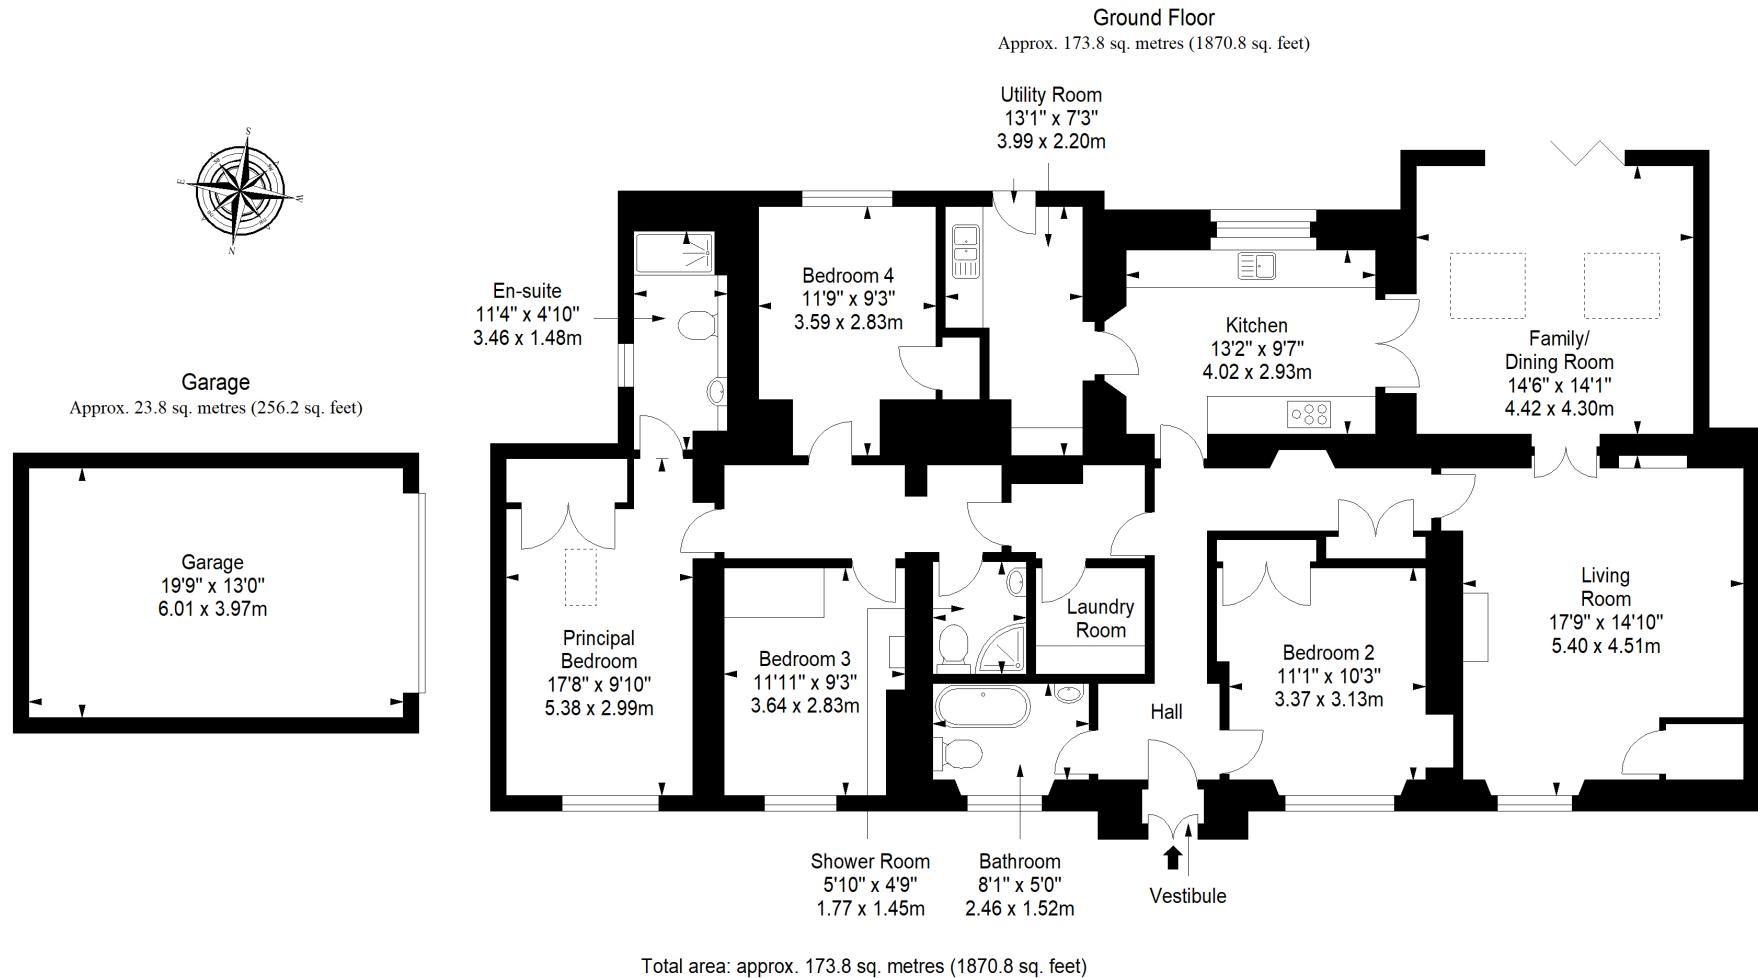 Ground Floor
Approx. 173.8 sq. metres (1870.8 sq. feet)
Utility Room
13'1" x 7'3"
3.99 x 2.20m
S
E
W
N
En-suite
11'4" x 4'10"
3.46 x 1.48m
Bedroom 4
11'9" x 9'3"
3.59 x 2.83m
Kitchen
13'2" x 9'7"
4.02 x 2.93m
Family/
Dining Room
14'6" x 14'1"
4.42 x 4.30m
Garage
Approx. 23.8 sq. metres (256.2 sq. feet)
Garage
19'9" x 13'0"
6.01 x 3.97m
Principal
Bedroom
17'8" x 9'10"
5.38 x 2.99m
Bedroom 3
11'11" x 9'3"
3.64 x 2.83m
Laundry
Room
Hall
Bedroom 2
11'1" x 10'3"
3.37 x 3.13m
Living
Room
17'9" x 14'10"
5.40 x 4.51m
Shower Room
5'10" x 4'9"
1.77 x 1.45m
Bathroom
8'1" x 5'0"
2.46 x 1.52m
Vestibule
Total area: approx. 173.8 sq. metres (1870.8 sq. feet)